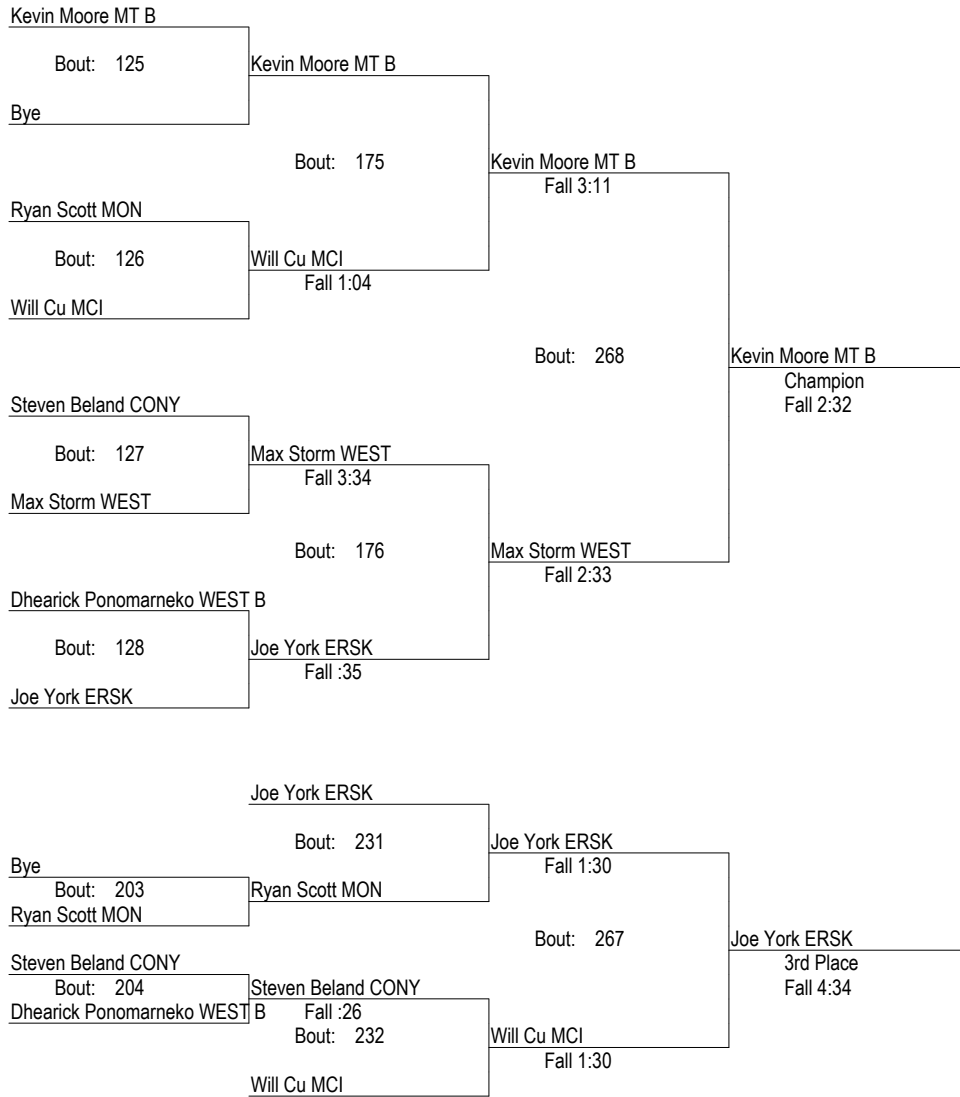 Kevin Moore MT B
Bout: 125
Kevin Moore MT B
Bye
Bout: 175
Kevin Moore MT B
Fall 3:11
Ryan Scott MON
Bout: 126
Will Cu MCI
Fall 1:04
Will Cu MCI
Bout: 268
Kevin Moore MT B
Champion
Fall 2:32
Steven Beland CONY
Bout: 127
Max Storm WEST
Fall 3:34
Max Storm WEST
Bout: 176
Max Storm WEST
Fall 2:33
Dhearick Ponomarneko WEST B
Bout: 128
Joe York ERSK
Fall :35
Joe York ERSK
Joe York ERSK
Bout: 231
Joe York ERSK
Fall 1:30
Bye
Bout: 203
Ryan Scott MON
Ryan Scott MON
Bout: 267
Joe York ERSK
3rd Place
Fall 4:34
Steven Beland CONY
Bout: 204
Steven Beland CONY
Dhearick Ponomarneko WEST B
Fall :26
Bout: 232
Will Cu MCI
Fall 1:30
Will Cu MCI